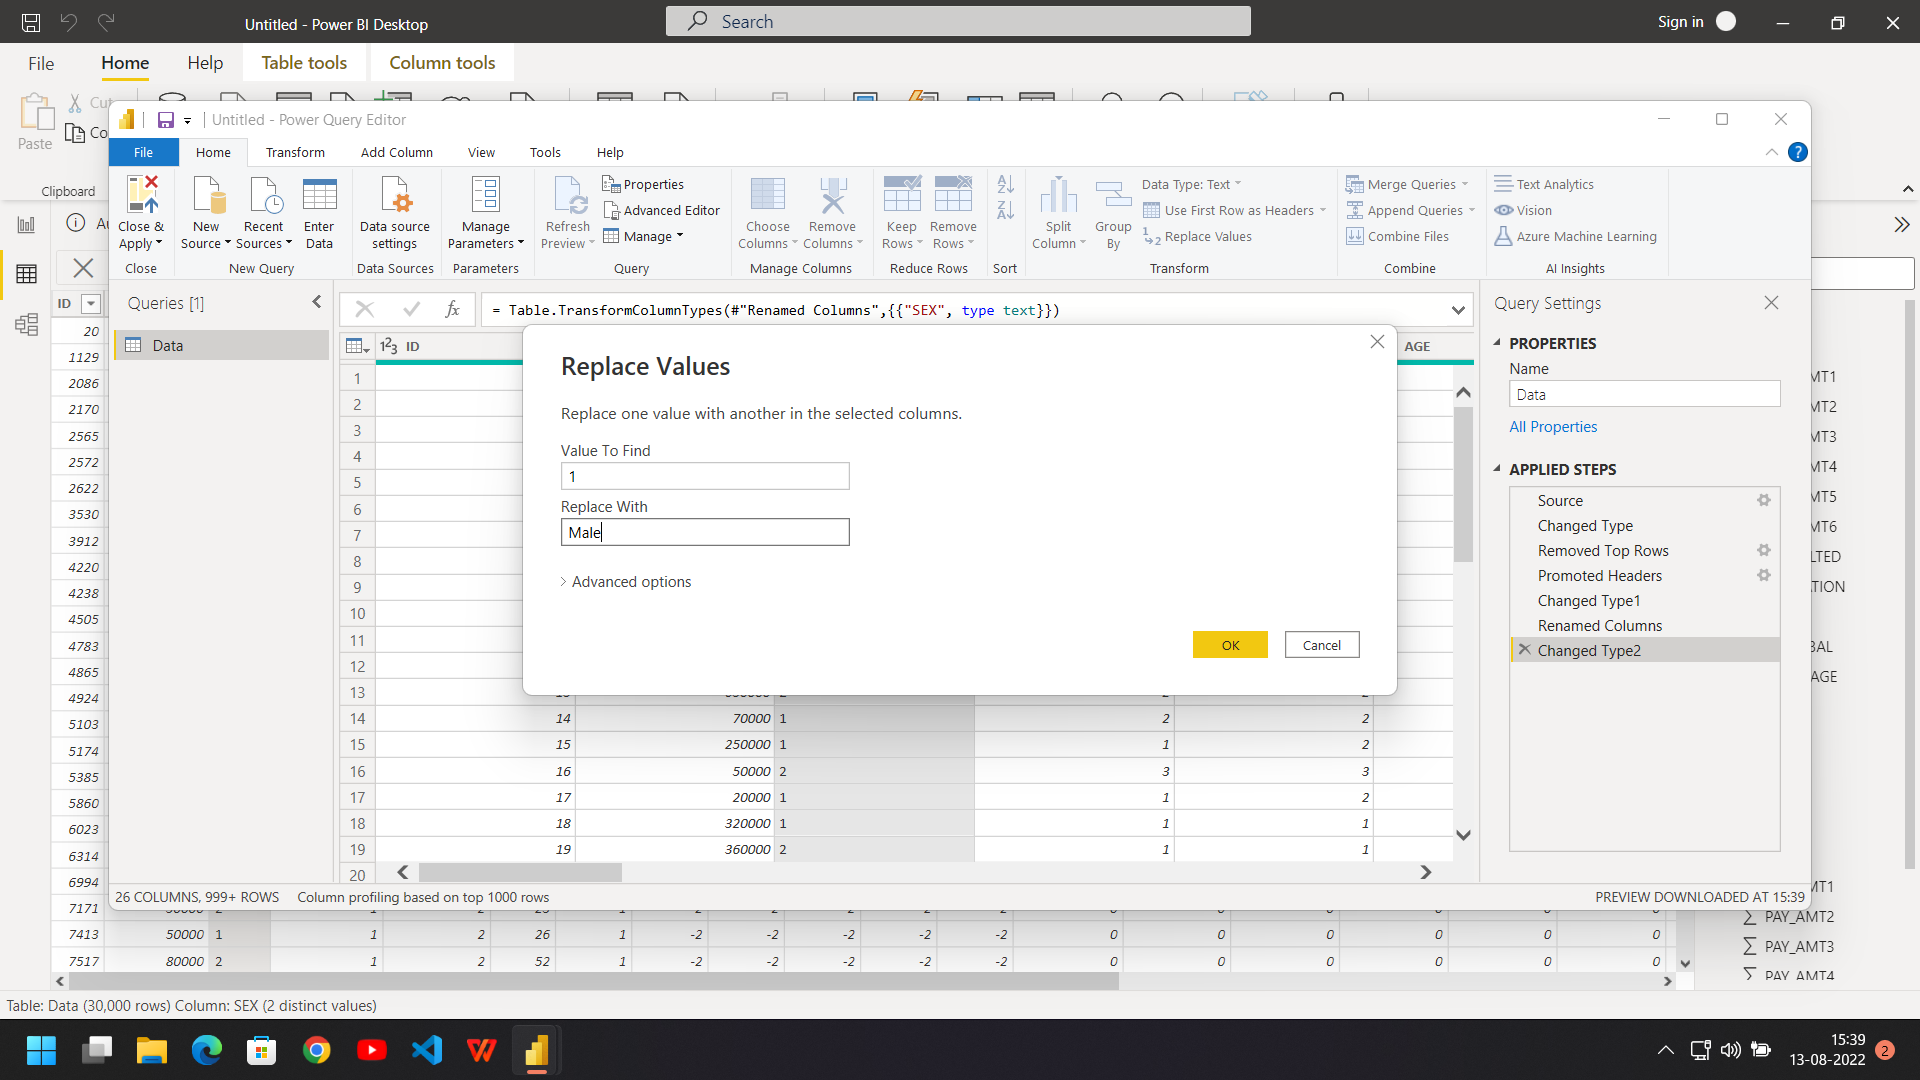 Untitled - Power BI Desktop
Search
Sign in
File
Home
Help
Table tools
Column tools
Paste
Clipboard
Untitled - Power Query Editor
File
Home
Transform
Add Column
View
Tools
Help
Close & Apply
Close
New Source
Recent Sources
Enter Data
New Query
Data source settings
Data Sources
Manage Parameters
Parameters
Refresh Preview
Properties
Advanced Editor
Manage
Query
Choose Columns
Remove Columns
Manage Columns
Keep Rows
Remove Rows
Reduce Rows
Sort
Split Column
Group By
Data Type: Text
Use First Row as Headers
Replace Values
Transform
Merge Queries
Append Queries
Combine Files
Combine
Text Analytics
Vision
Azure Machine Learning
AI Insights
Queries [1]
Data
= Table.TransformColumnTypes(#"Renamed Columns",{{"SEX", type text}})
ID
AGE
Replace Values
Replace one value with another in the selected columns.
Value To Find
1
Replace With
Male
Advanced options
OK
Cancel
1
2
3
4
5
6
7
8
9
10
11
12
13
14 14 70000 1 2 2
15 15 250000 1 1 2
16 16 50000 2 3 3
17 17 20000 1 1 2
18 18 320000 1 1 1
19 19 360000 2 1 1
20
26 COLUMNS, 999+ ROWS
Column profiling based on top 1000 rows
PREVIEW DOWNLOADED AT 15:39
Query Settings
PROPERTIES
Name
Data
All Properties
APPLIED STEPS
Source
Changed Type
Removed Top Rows
Promoted Headers
Changed Type1
Renamed Columns
Changed Type2
ID
20
1129
2086
2170
2565
2572
2622
3530
3912
4220
4238
4505
4783
4865
4924
5103
5174
5385
5860
6023
6314
6994
7171
7413 50000 1 1 2 26 1 -2 -2 -2 -2 -2 0 0 0 0 0 0
7517 80000 2 1 2 52 1 -2 -2 -2 -2 -2 0 0 0 0 0 0
PAY_AMT2
PAY_AMT3
PAY_AMT4
Table: Data (30,000 rows) Column: SEX (2 distinct values)
15:39
13-08-2022
2